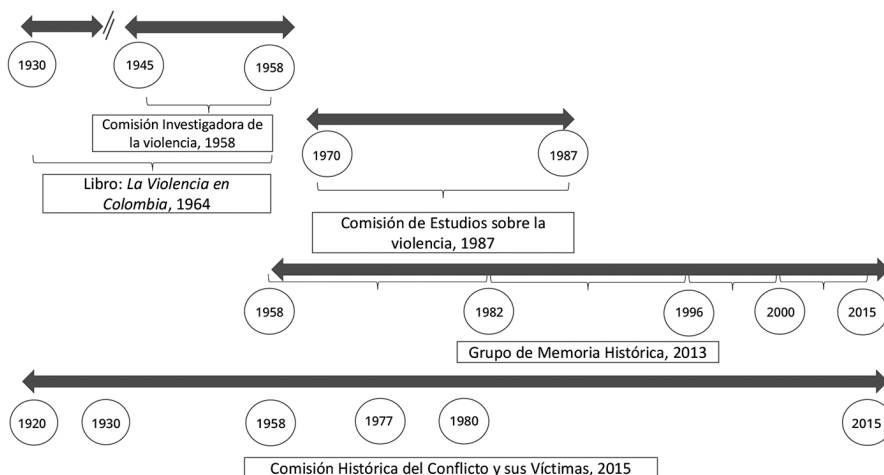 1930
1945
1958
Comisión Investigadora de
la violencia, 1958
Libro: La Violencia en
Colombia, 1964
1970
1987
Comisión de Estudios sobre la
violencia, 1987
1958
1982
1996
2000
2015
Grupo de Memoria Histórica, 2013
1920
1930
1958
1977
1980
2015
Comisión Histórica del Conflicto y sus Víctimas, 2015